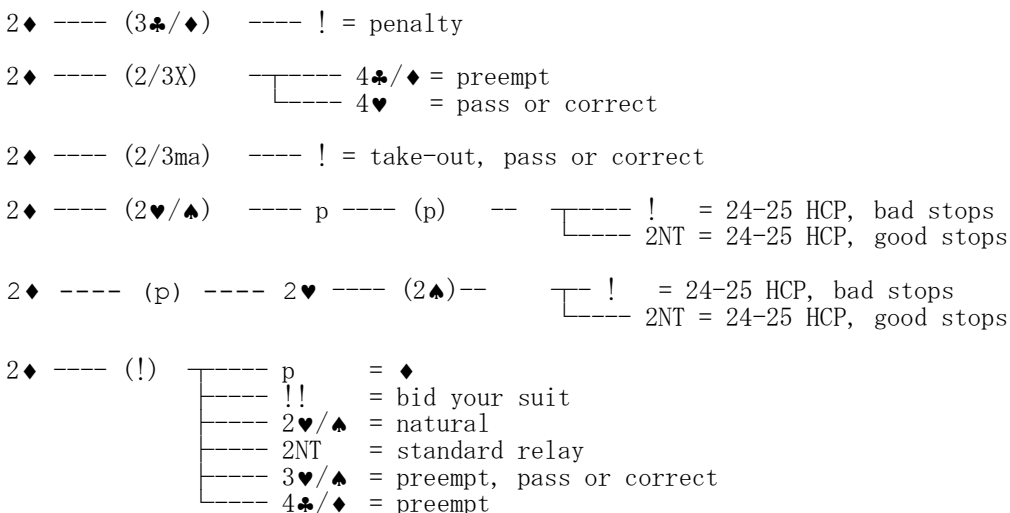 2♦ ---- (3♣/♦) ---- ! = penalty
2♦ ---- (2/3X) ------- 4♣/♦ = preempt
----- 4♥ = pass or correct
2♦ ---- (2/3ma) ---- ! = take-out, pass or correct
2♦ ---- (2♥/♠) ---- p ---- (p) -- ----- ! = 24-25 HCP, bad stops
----- 2NT = 24-25 HCP, good stops
2♦ ---- (p) ---- 2♥ ---- (2♠)-- -- ! = 24-25 HCP, bad stops
----- 2NT = 24-25 HCP, good stops
2♦ ---- (!) ------ p = ♦
----- !! = bid your suit
----- 2♥/♠ = natural
----- 2NT = standard relay
----- 3♥/♠ = preempt, pass or correct
----- 4♣/♦ = preempt